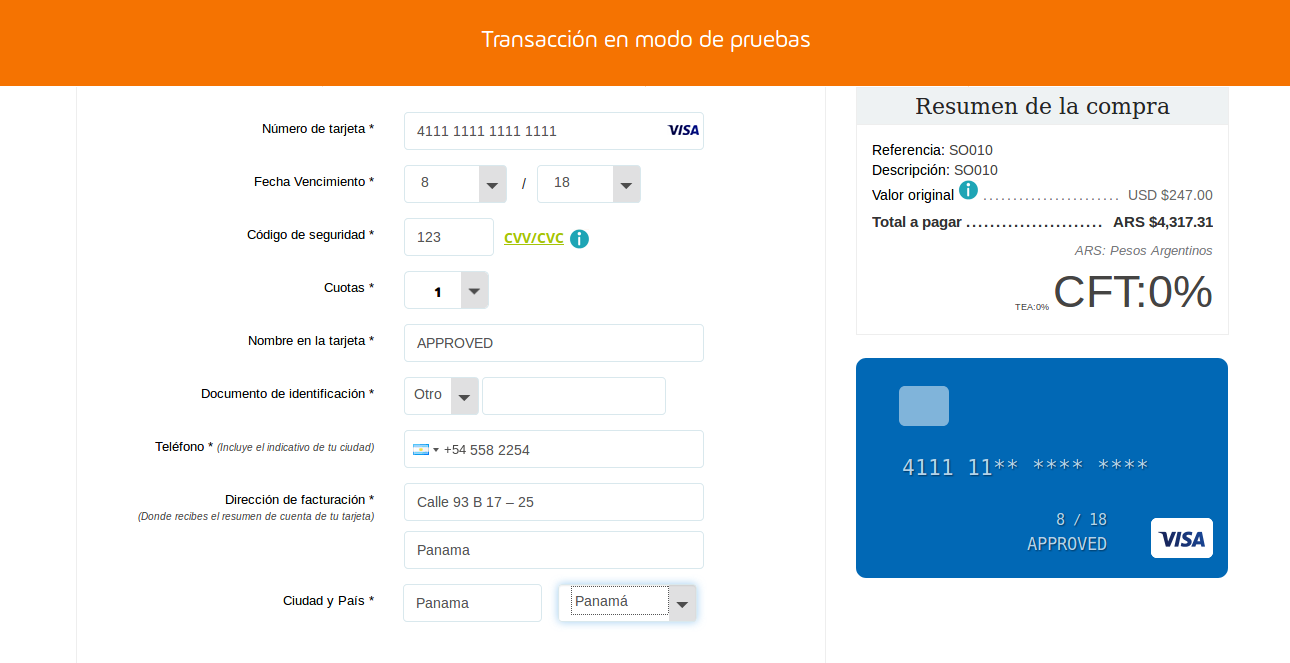 Transacción en modo de pruebas
Número de tarjeta *
4111 1111 1111 1111
VISA
Fecha Vencimiento *
8
/
18
Código de seguridad *
123
CVV/CVC
i
Cuotas *
1
Nombre en la tarjeta *
APPROVED
Documento de identificación *
Otro
Teléfono * (Incluye el indicativo de tu ciudad)
+54 558 2254
Dirección de facturación *
(Donde recibes el resumen de cuenta de tu tarjeta)
Calle 93 B 17 – 25
Panama
Ciudad y País *
Panama
Panamá
Resumen de la compra
Referencia: SO010
Descripción: SO010
Valor original i ....................... USD $247.00
Total a pagar ....................... ARS $4,317.31
ARS: Pesos Argentinos
TEA:0% CFT:0%
4111 11** **** ****
8 / 18
APPROVED
VISA